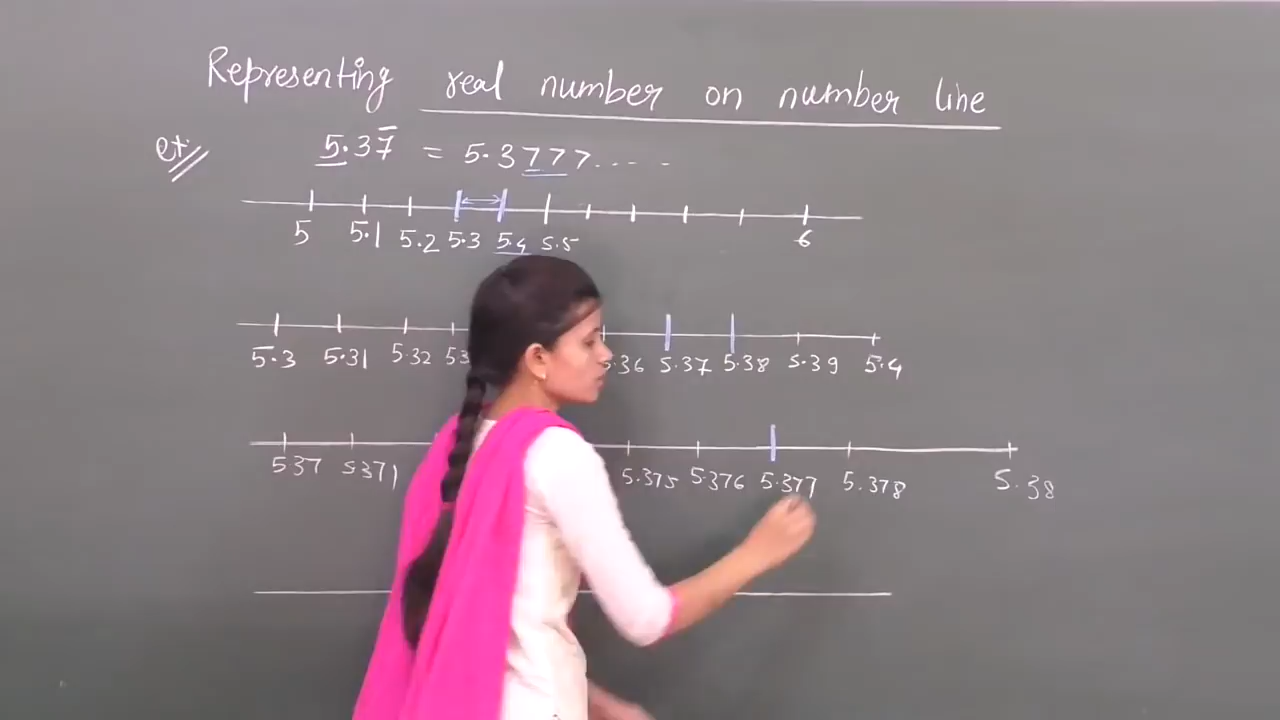 Representing real number on number line
ex. 5.37̅ = 5.3777.....
5 5.1 5.2 5.3 5.4 5.5 6
5.3 5.31 5.32 5.36 5.37 5.38 5.39 5.4
5.37 5.371 5.375 5.376 5.377 5.378 5.38